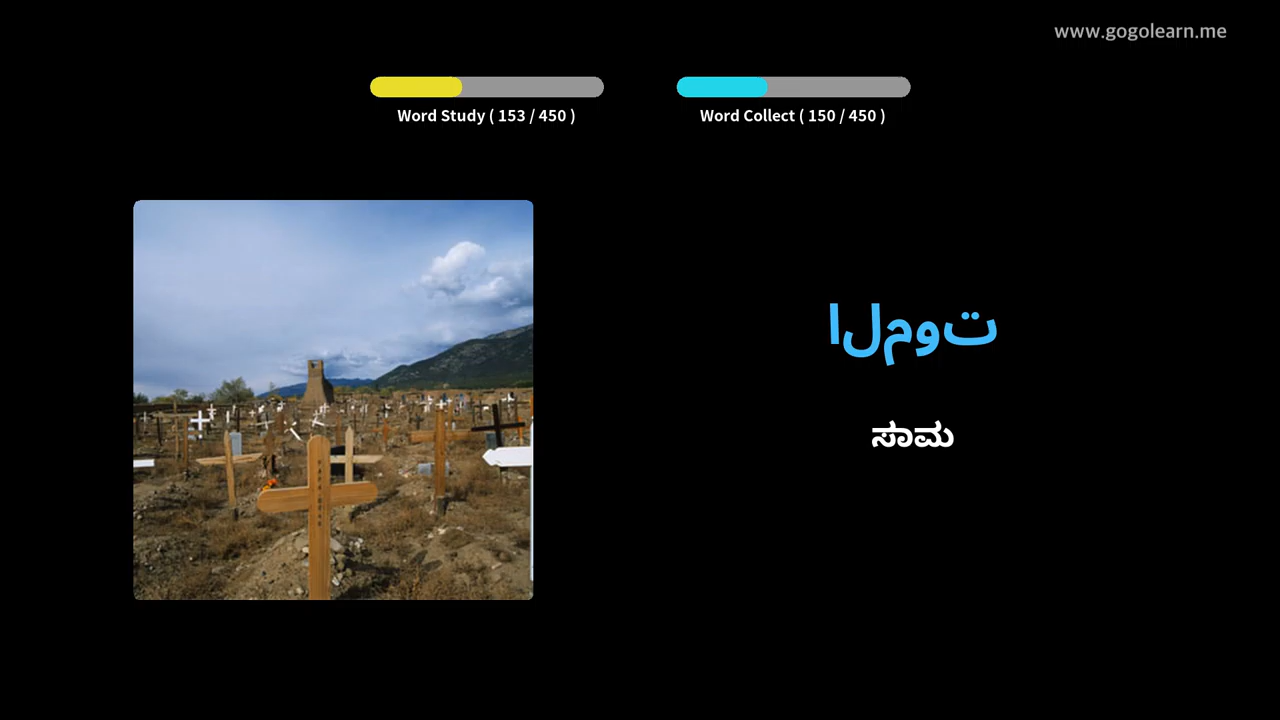 www.gogolearn.me
Word Study ( 153 / 450 )
Word Collect ( 150 / 450 )
الموت
ಸಾಮ